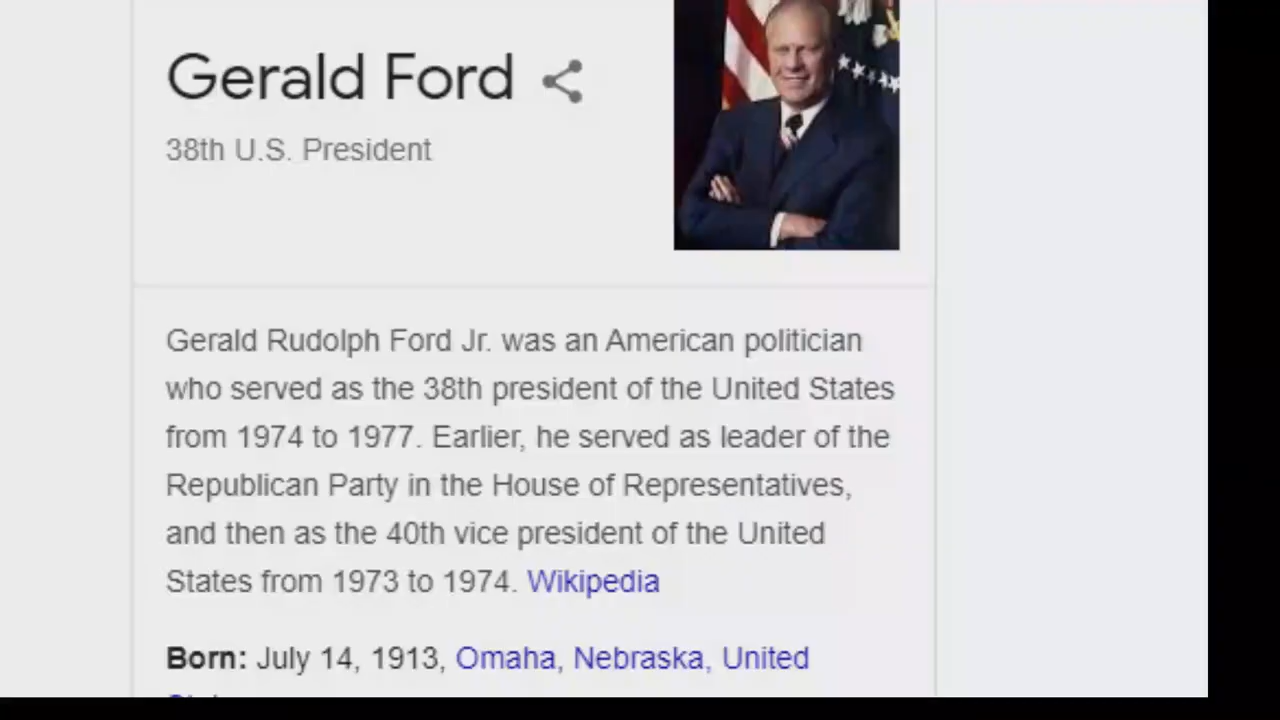 Gerald Ford
38th U.S. President
Gerald Rudolph Ford Jr. was an American politician
who served as the 38th president of the United States
from 1974 to 1977. Earlier, he served as leader of the
Republican Party in the House of Representatives,
and then as the 40th vice president of the United
States from 1973 to 1974. Wikipedia
Born: July 14, 1913, Omaha, Nebraska, United